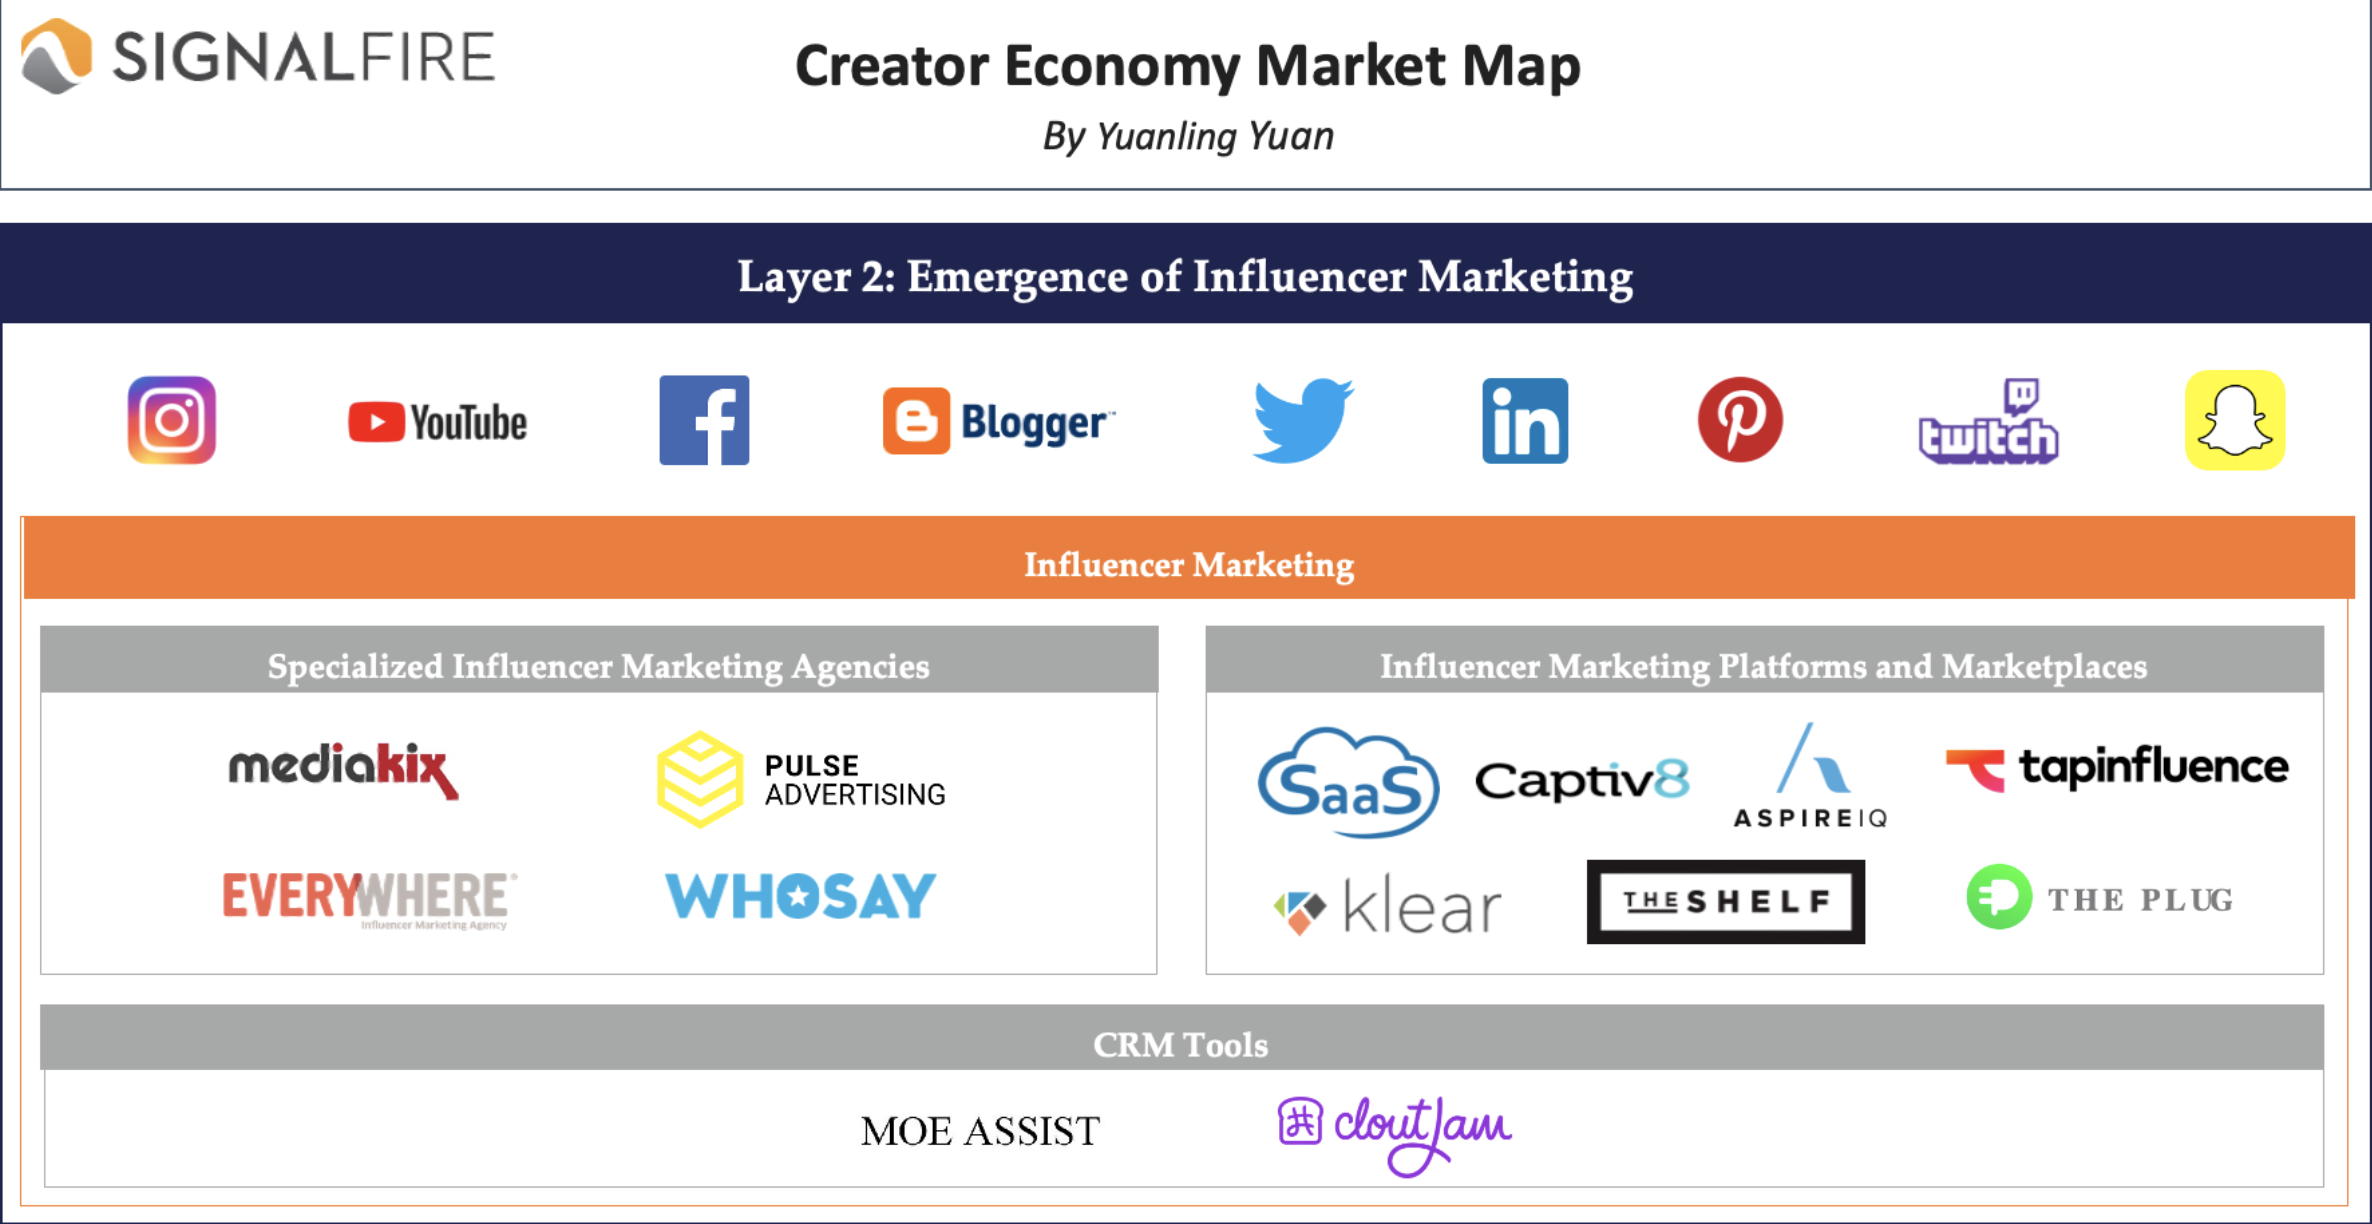 SIGNALFIRE
Creator Economy Market Map
By Yuanling Yuan
Layer 2: Emergence of Influencer Marketing
YouTube
f
Blogger™
in
twitch
Influencer Marketing
Specialized Influencer Marketing Agencies
mediakix
PULSE
ADVERTISING
EVERYWHERE®
Influencer Marketing Agency
WHOSAY
Influencer Marketing Platforms and Marketplaces
SaaS
Captiv8
ASPIREIQ
tapinfluence
klear
THE SHELF
THE PLUG
CRM Tools
MOE ASSIST
cloutJam